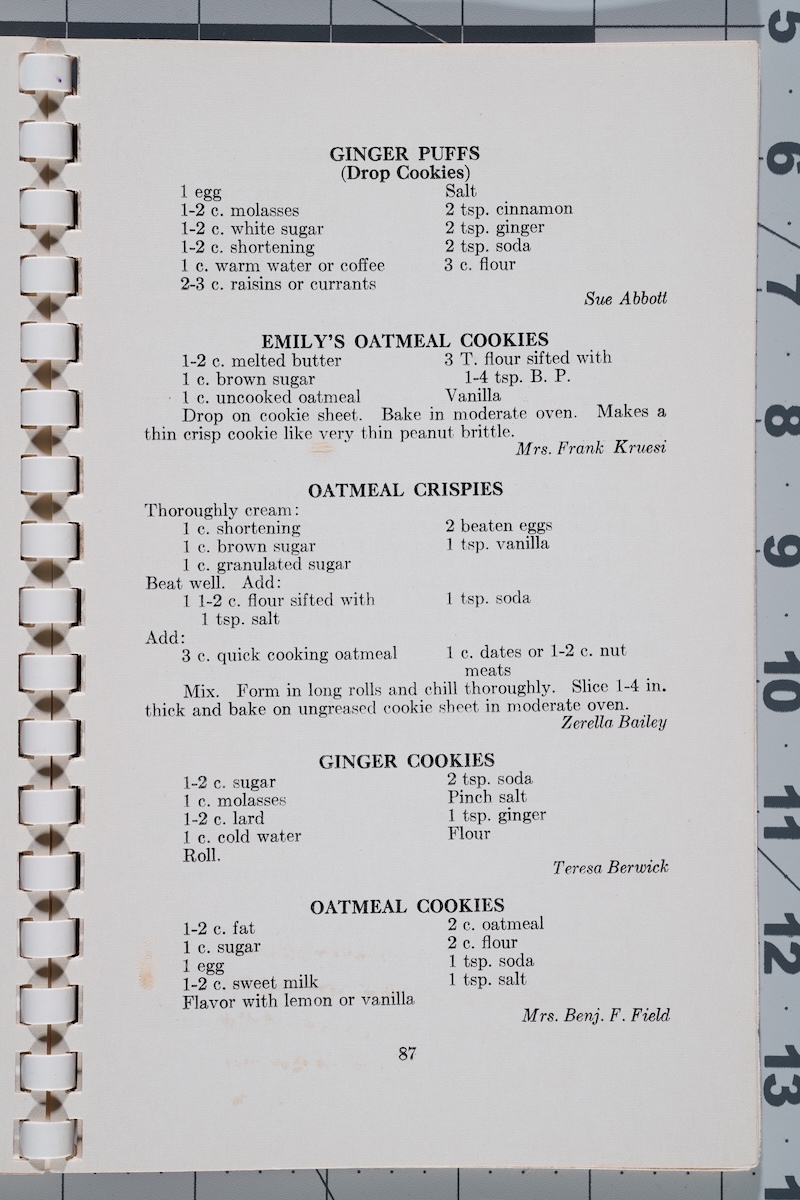 GINGER PUFFS
(Drop Cookies)
1 egg
1-2 c. molasses
1-2 c. white sugar
1-2 c. shortening
1 c. warm water or coffee
2-3 c. raisins or currants
Salt
2 tsp. cinnamon
2 tsp. ginger
2 tsp. soda
3 c. flour
Sue Abbott
EMILY'S OATMEAL COOKIES
1-2 c. melted butter
1 c. brown sugar
1 c. uncooked oatmeal
3 T. flour sifted with
1-4 tsp. B. P.
Vanilla
Drop on cookie sheet. Bake in moderate oven. Makes a
thin crisp cookie like very thin peanut brittle.
Mrs. Frank Kruesi
OATMEAL CRISPIES
Thoroughly cream:
1 c. shortening
1 c. brown sugar
1 c. granulated sugar
2 beaten eggs
1 tsp. vanilla
Beat well. Add:
1 1-2 c. flour sifted with
1 tsp. salt
1 tsp. soda
Add:
3 c. quick cooking oatmeal
1 c. dates or 1-2 c. nut
meats
Mix. Form in long rolls and chill thoroughly. Slice 1-4 in.
thick and bake on ungreased cookie sheet in moderate oven.
Zerella Bailey
GINGER COOKIES
1-2 c. sugar
1 c. molasses
1-2 c. lard
1 c. cold water
Roll.
2 tsp. soda
Pinch salt
1 tsp. ginger
Flour
Teresa Berwick
OATMEAL COOKIES
1-2 c. fat
1 c. sugar
1 egg
1-2 c. sweet milk
Flavor with lemon or vanilla
2 c. oatmeal
2 c. flour
1 tsp. soda
1 tsp. salt
Mrs. Benj. F. Field
87
5
6
7
8
9
10
11
12
13